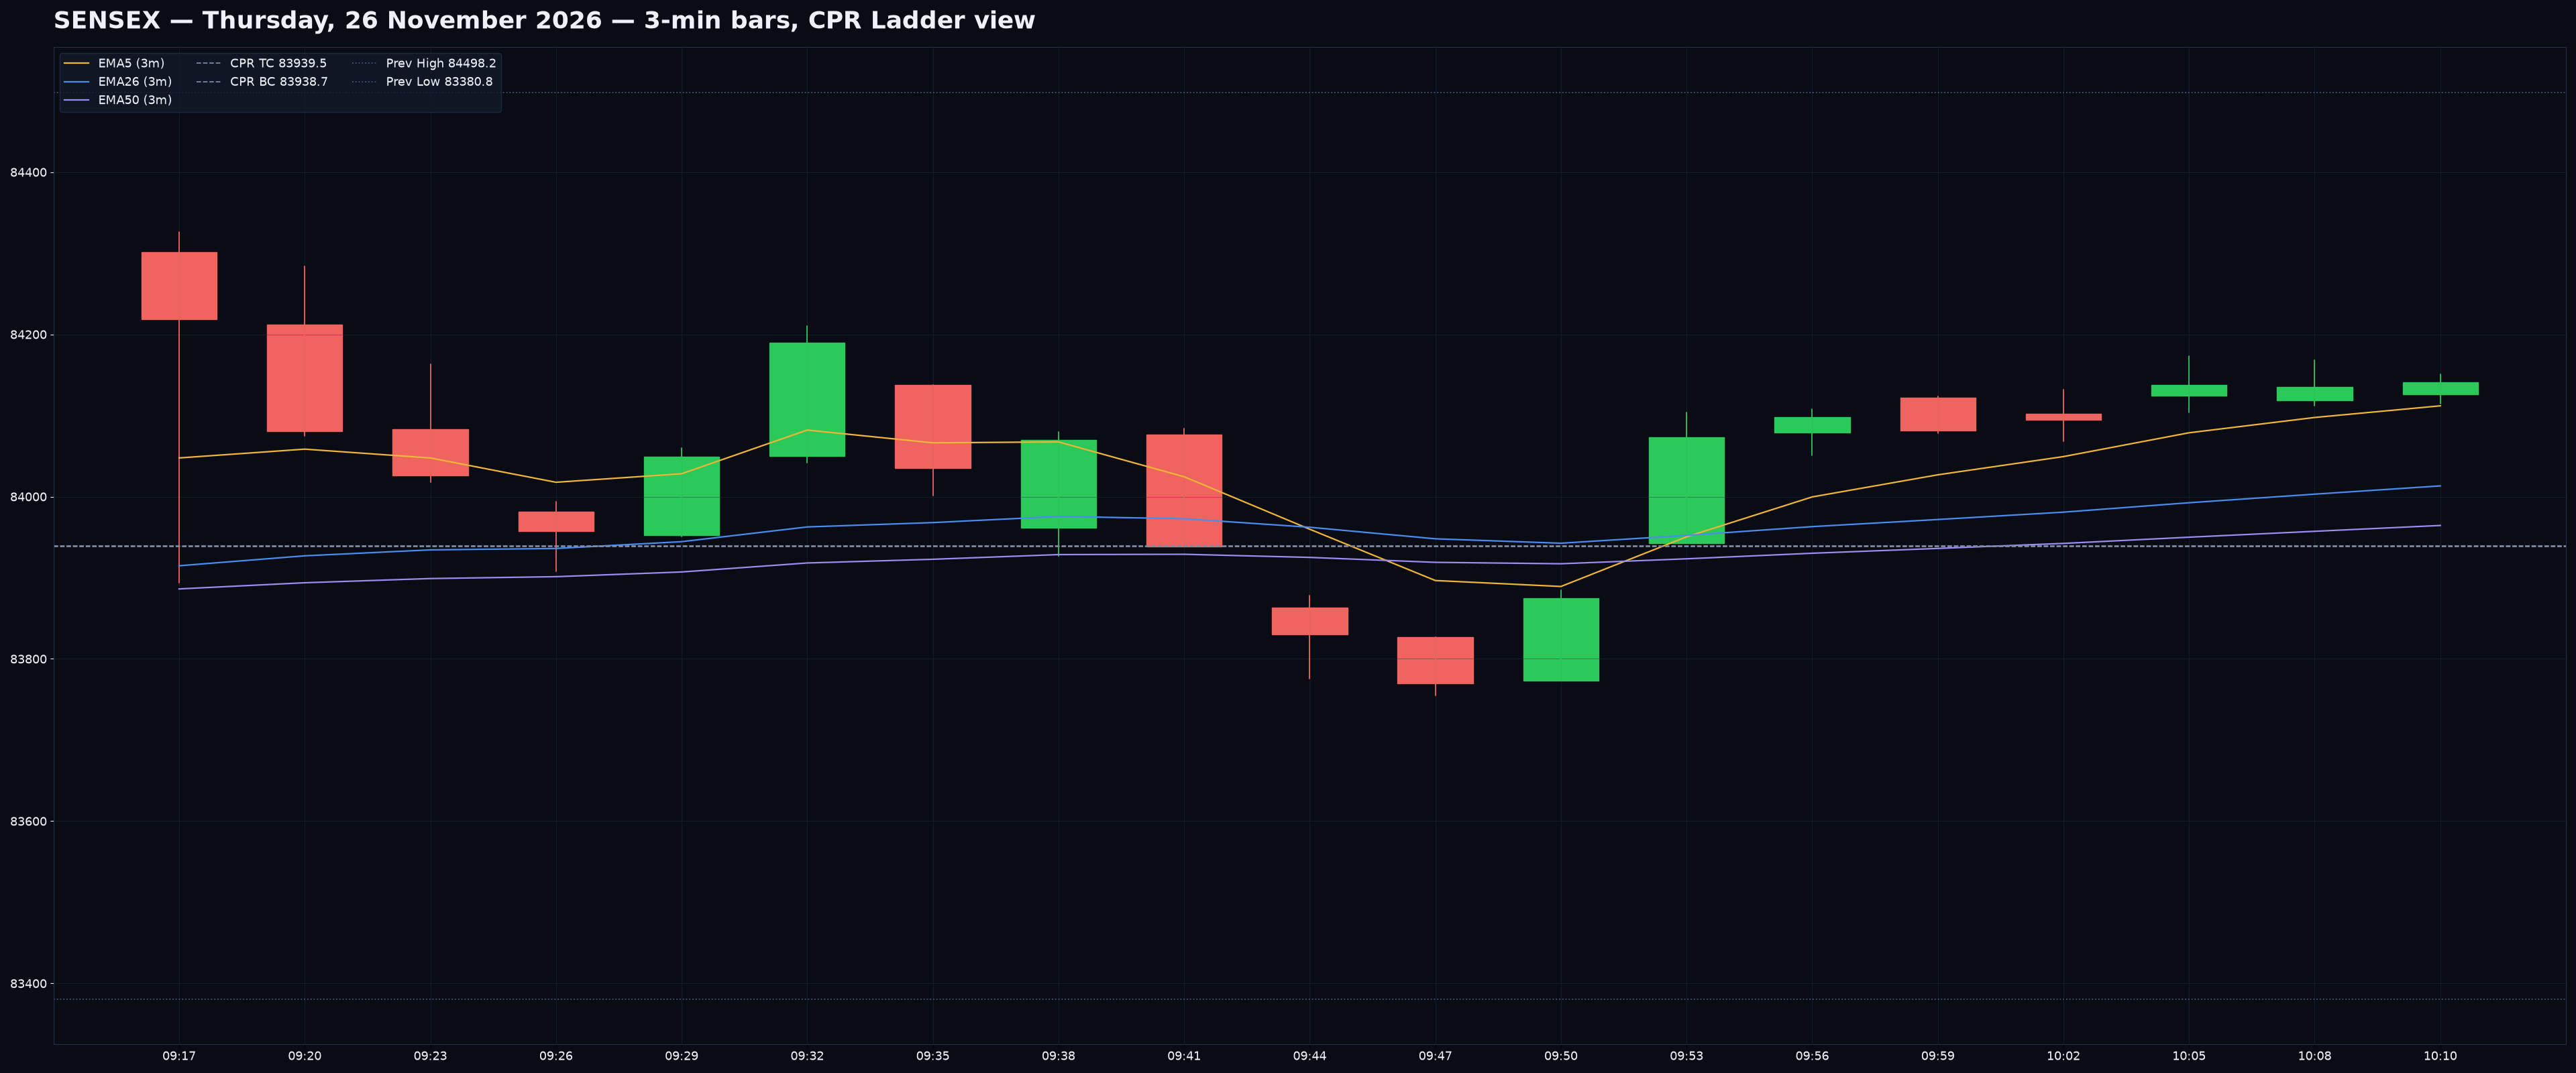 SENSEX — Thursday, 26 November 2026 — 3-min bars, CPR Ladder view
EMA5 (3m) CPR TC 83939.5 Prev High 84498.2
EMA26 (3m) CPR BC 83938.7 Prev Low 83380.8
EMA50 (3m)
84400
84200
84000
83800
83600
83400
09:17 09:20 09:23 09:26 09:29 09:32 09:35 09:38 09:41 09:44 09:47 09:50 09:53 09:56 09:59 10:02 10:05 10:08 10:10